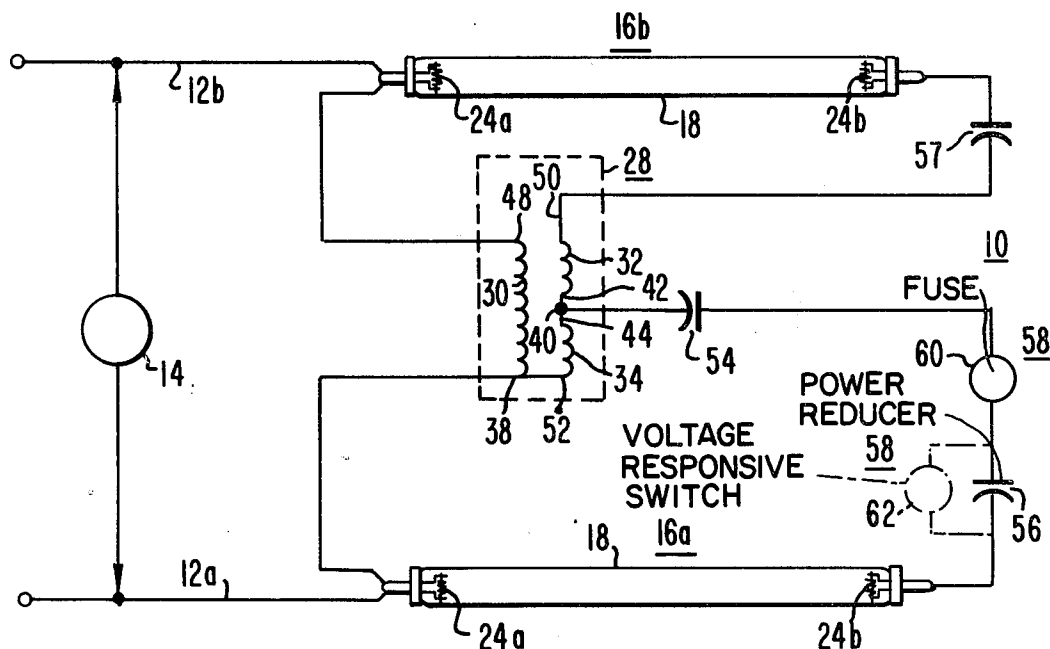 16b
12b
24a
18
24b
57
28
50
48
32
30
42
10
FUSE
40
44
54
60
58
14
34
POWER
REDUCER
38
52
VOLTAGE
RESPONSIVE
SWITCH
58
62
56
18
16a
12a
24a
24b